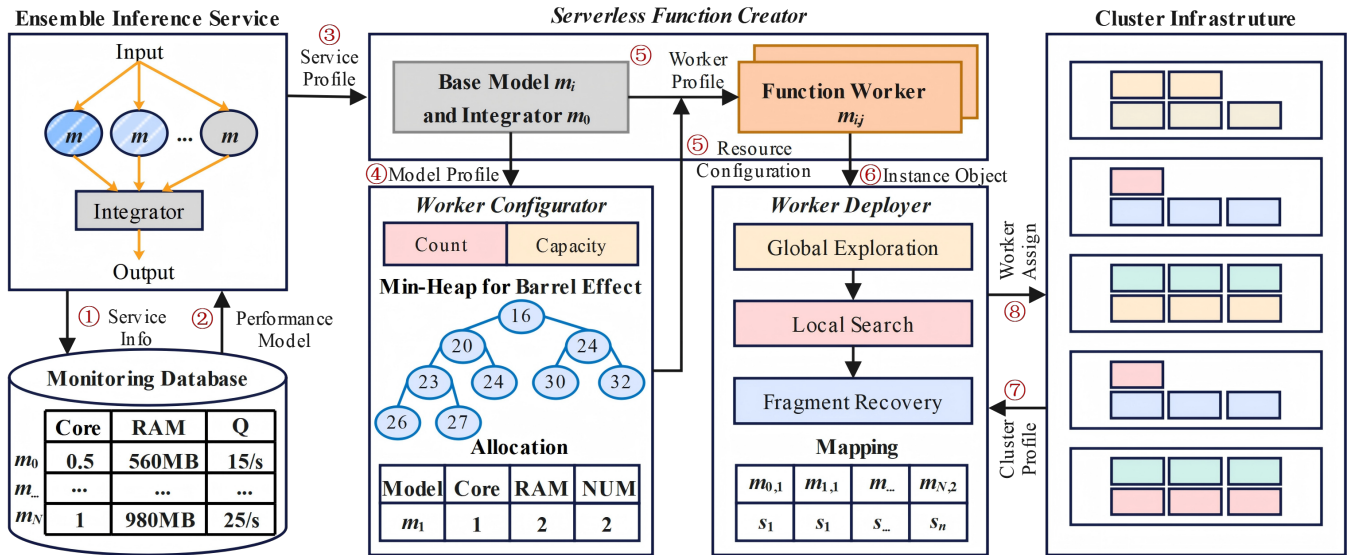 Ensemble Inference Service
Input
m
m
...
m
Integrator
Output
① Service
Info
② Performance
Model
Monitoring Database
Core RAM Q
m0 0.5 560MB 15/s
m... ... ... ...
mN 1 980MB 25/s
③
Service
Profile
Serverless Function Creator
Base Model mi
and Integrator m0
⑤ Worker
Profile
Function Worker
mi,j
④ Model Profile
⑤ Resource
Configuration
⑥ Instance Object
Worker Configurator
Count Capacity
Min-Heap for Barrel Effect
16
20 24
23 24 30 32
26 27
Allocation
Model Core RAM NUM
m1 1 2 2
Worker Deployer
Global Exploration
Local Search
Fragment Recovery
Mapping
m0,1 m1,1 m... mN,2
s1 s1 s... sn
Worker
Assign
⑧
⑦
Cluster
Profile
Cluster Infrastruture